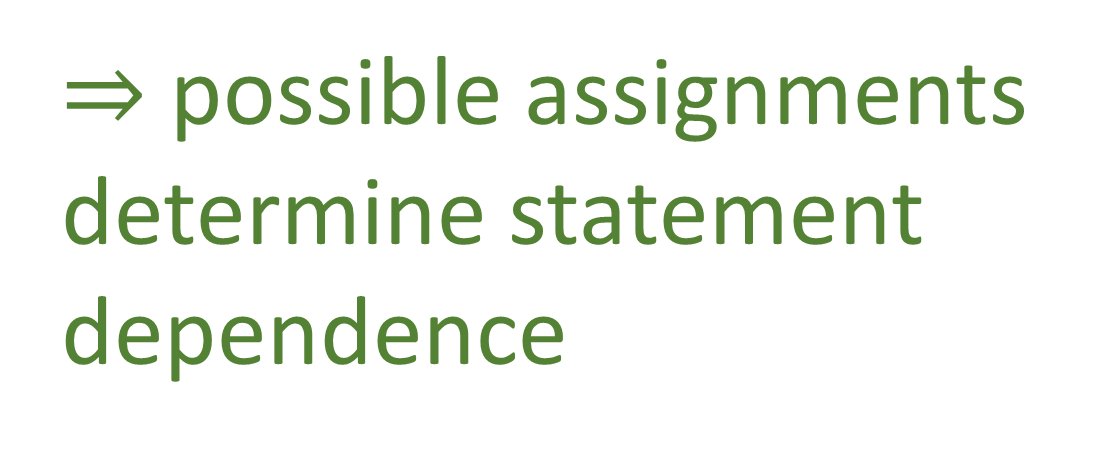 ⇒ possible assignments
determine statement
dependence